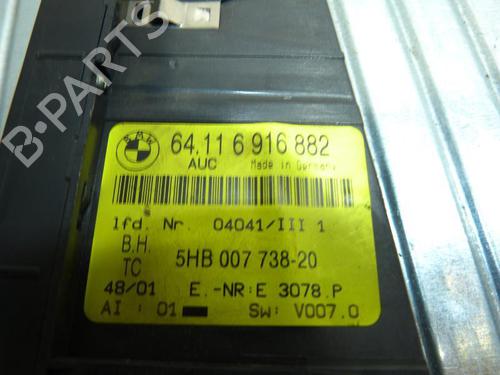 BMW
64.11 6 916 882
AUC Made in Germany
lfd. Nr. 04041/III 1
B.H.
TC 5HB 007 738-20
48/01 E.-NR:E 3078.P
AI : 01 SW: V007.0
B-PARTS